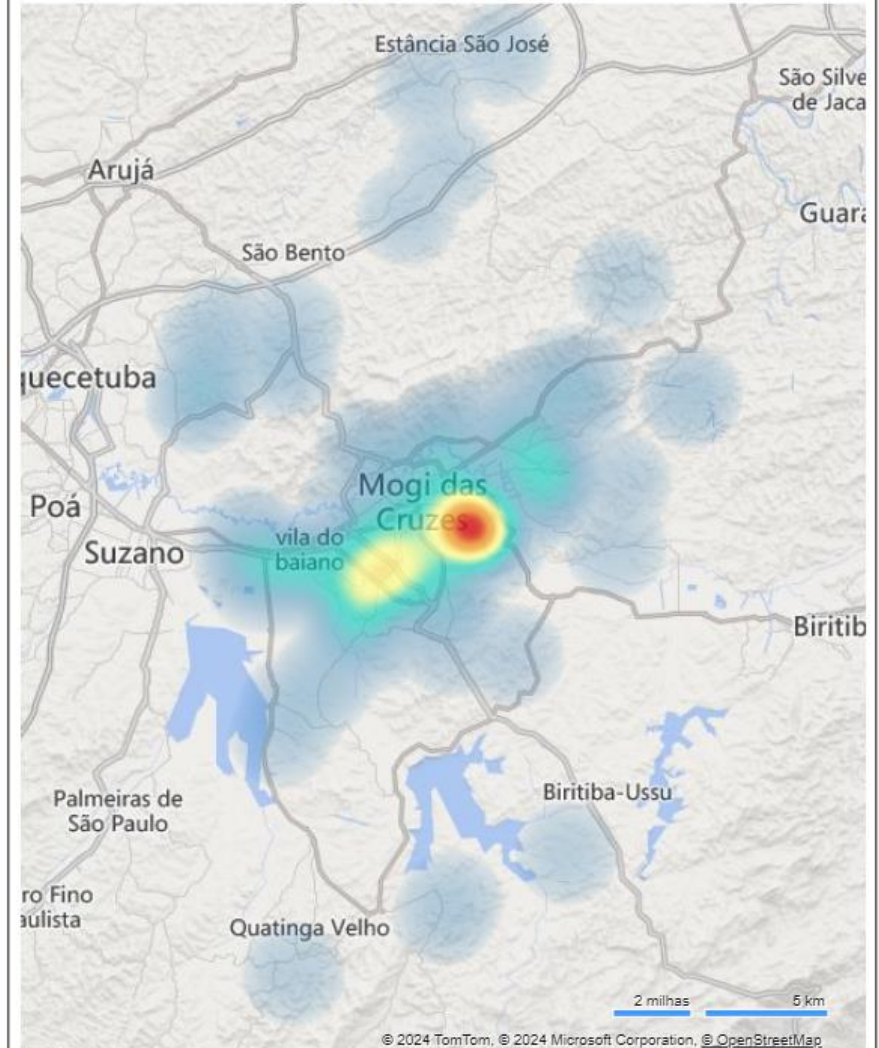 Estância São José
São Silve
de Jaca
Arujá
Guara
São Bento
quecetuba
Mogi das
Cruzes
Poá
vila do
baiano
Suzano
Biritib
Biritiba-Ussu
Palmeiras de
São Paulo
ro Fino
aulista
Quatinga Velho
2 milhas
5 km
© 2024 TomTom, © 2024 Microsoft Corporation, © OpenStreetMap